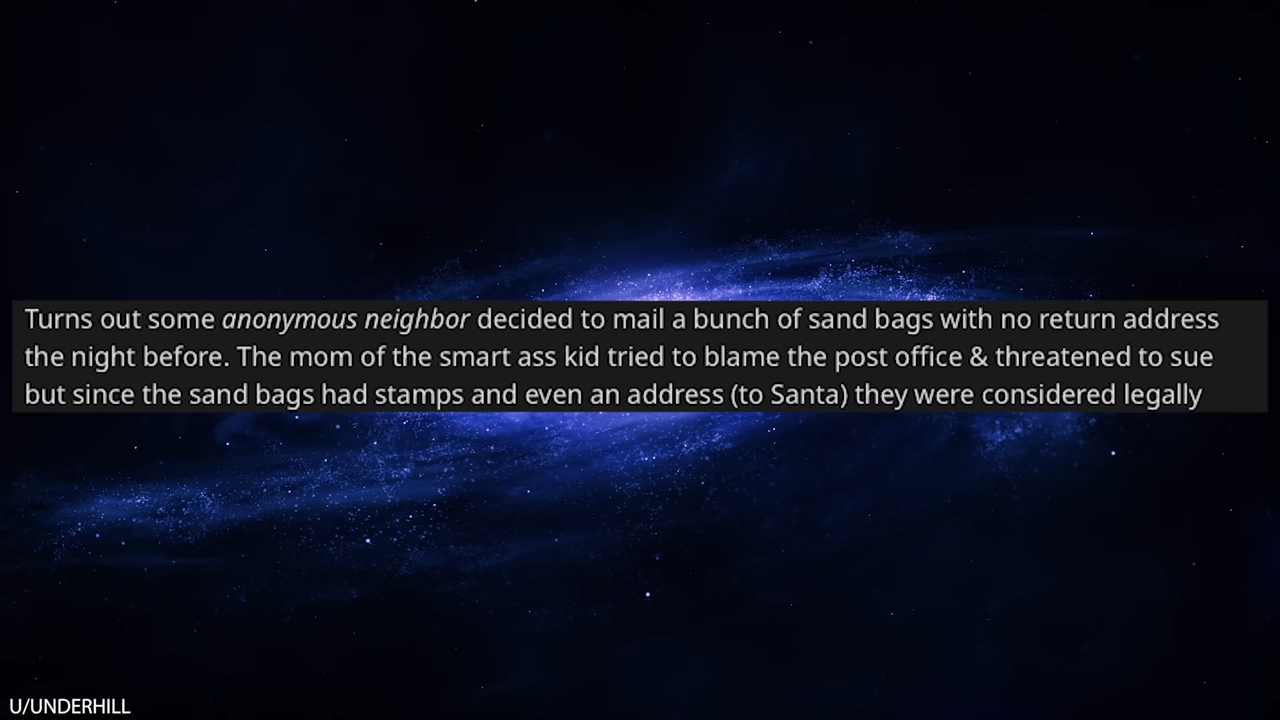 Turns out some anonymous neighbor decided to mail a bunch of sand bags with no return address
the night before. The mom of the smart ass kid tried to blame the post office & threatened to sue
but since the sand bags had stamps and even an address (to Santa) they were considered legally
U/UNDERHILL